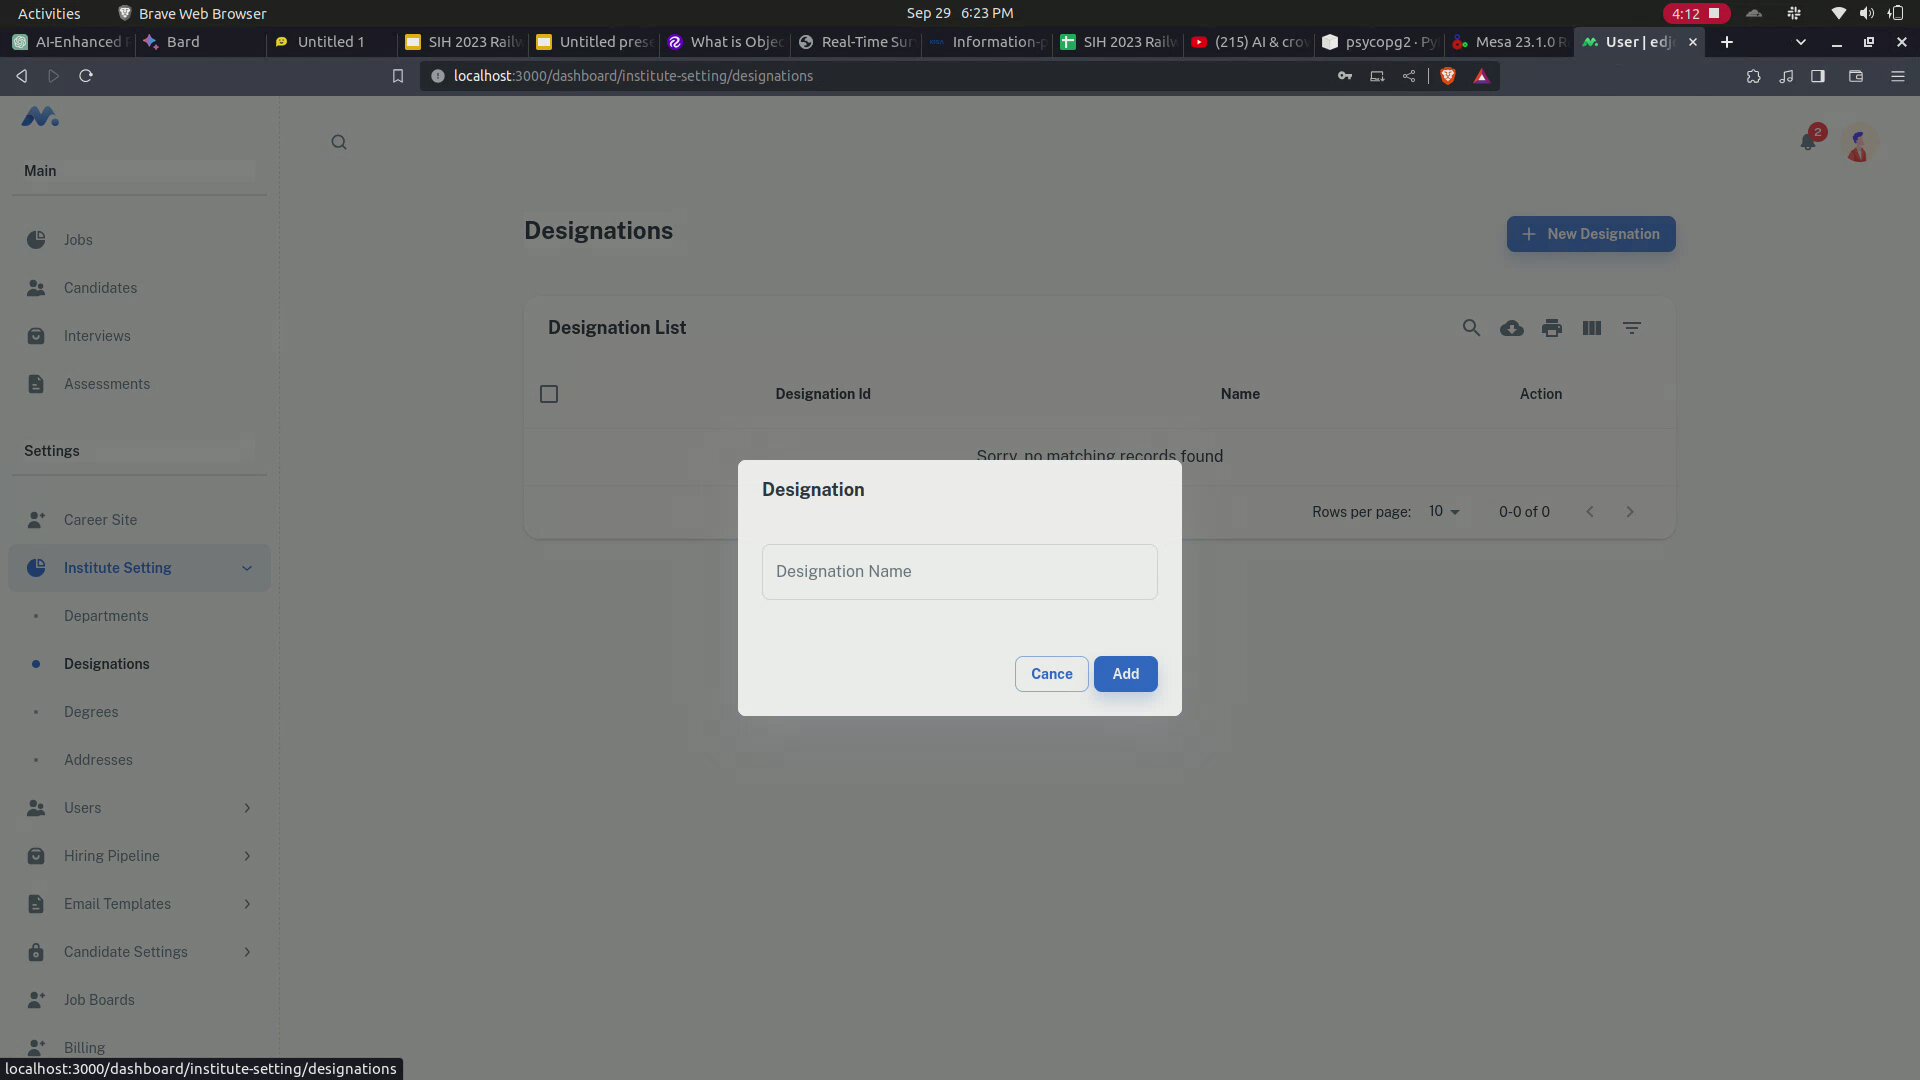 Activities
Brave Web Browser
Sep 29 6:23 PM
4:12
AI-Enhanced
Bard
Untitled 1
SIH 2023 Railw
Untitled prese
What is Objec
Real-Time Sur
Information-p
SIH 2023 Railw
(215) AI & crow
psycopg2 · Py
Mesa 23.1.0 R
User | edjo
localhost:3000/dashboard/institute-setting/designations
Main
Jobs
Candidates
Interviews
Assessments
Settings
Career Site
Institute Setting
Departments
Designations
Degrees
Addresses
Users
Hiring Pipeline
Email Templates
Candidate Settings
Job Boards
Billing
2
Designations
New Designation
Designation List
Designation Id Name Action
Sorry, no matching records found
Rows per page: 10 0-0 of 0
Designation
Designation Name
Cance Add
localhost:3000/dashboard/institute-setting/designations